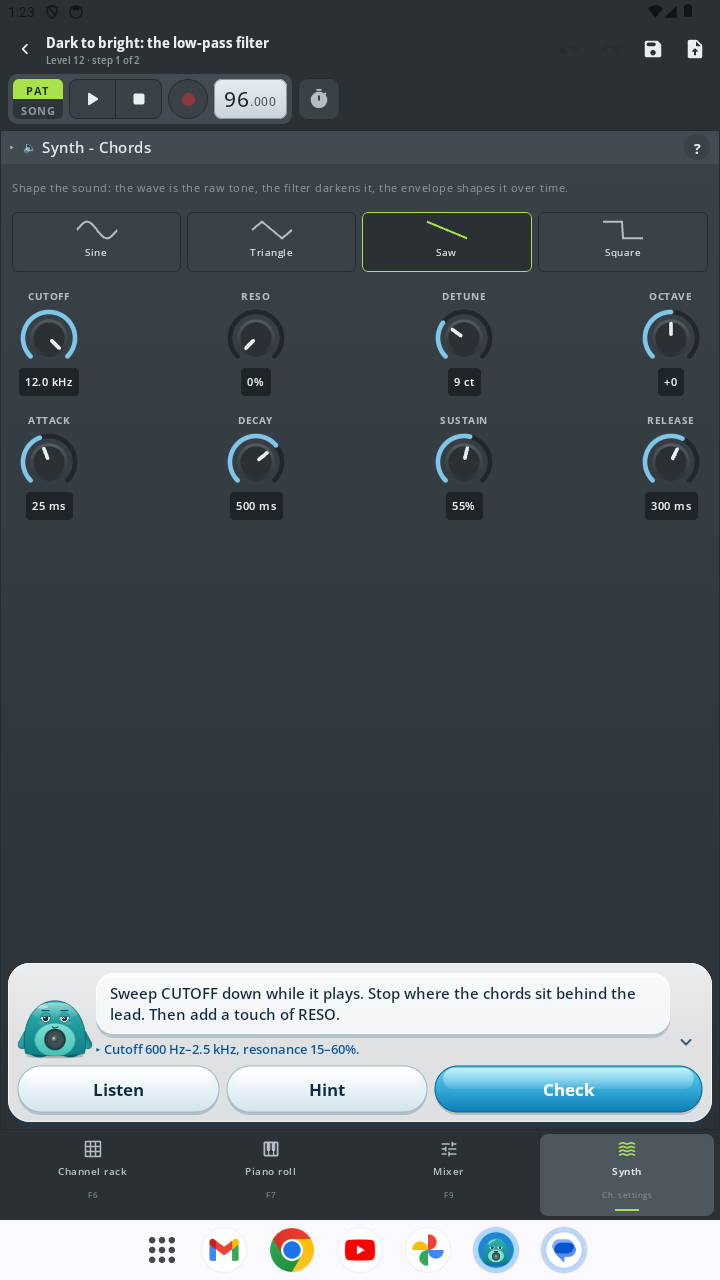 1:23
Dark to bright: the low-pass filter
Level 12 · step 1 of 2
PAT
SONG
96.000
Synth - Chords
?
Shape the sound: the wave is the raw tone, the filter darkens it, the envelope shapes it over time.
Sine
Triangle
Saw
Square
CUTOFF
RESO
DETUNE
OCTAVE
12.0 kHz
0%
9 ct
+0
ATTACK
DECAY
SUSTAIN
RELEASE
25 ms
500 ms
55%
300 ms
Sweep CUTOFF down while it plays. Stop where the chords sit behind the
lead. Then add a touch of RESO.
Cutoff 600 Hz–2.5 kHz, resonance 15–60%.
Listen
Hint
Check
Channel rack
Piano roll
Mixer
Synth
F6
F7
F9
Ch. settings